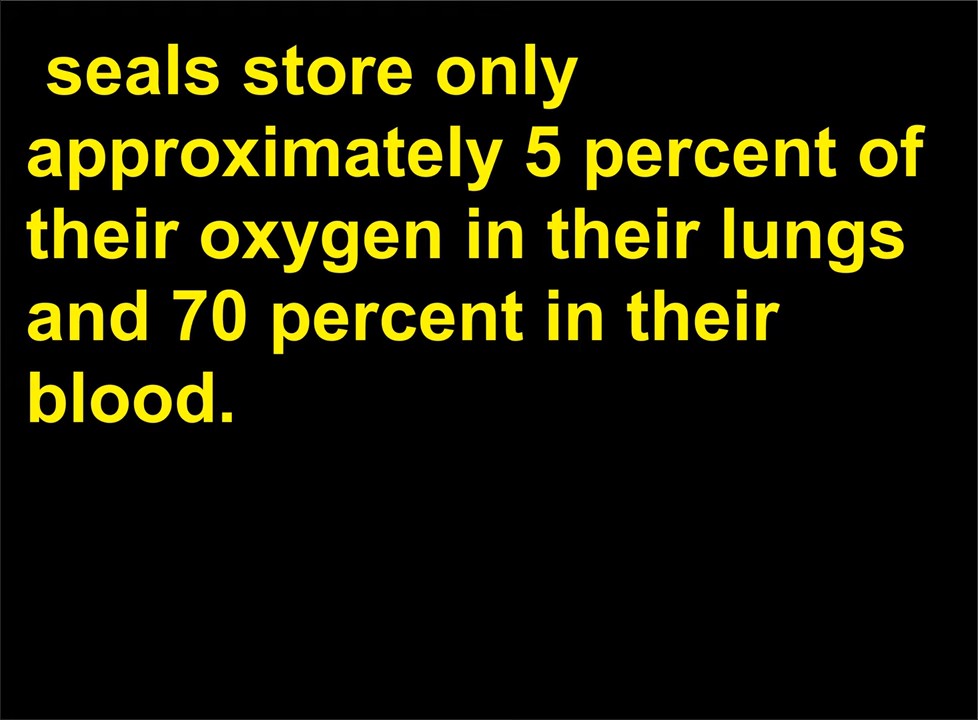 seals store only
approximately 5 percent of
their oxygen in their lungs
and 70 percent in their
blood.